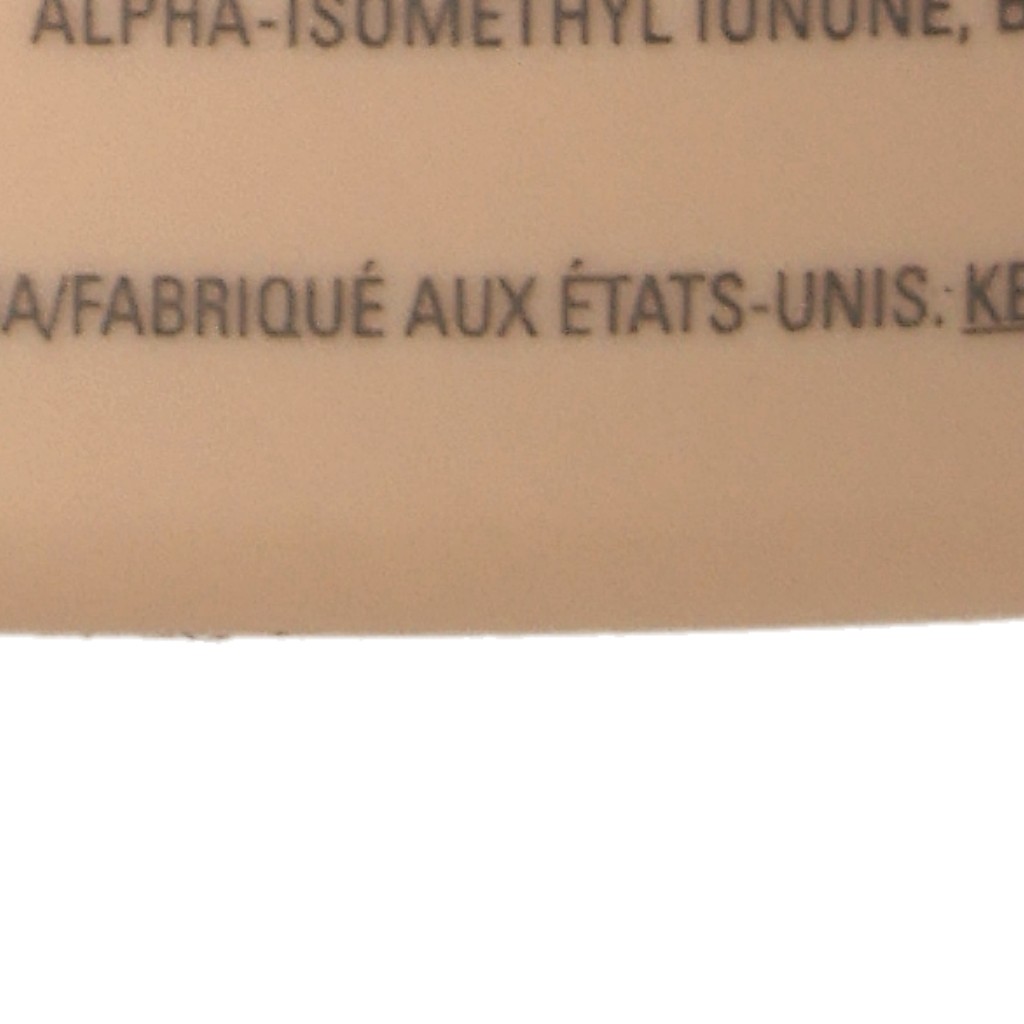 ALPHA-ISOMETHYL IONONE,
A/FABRIQUÉ AUX ÉTATS-UNIS.